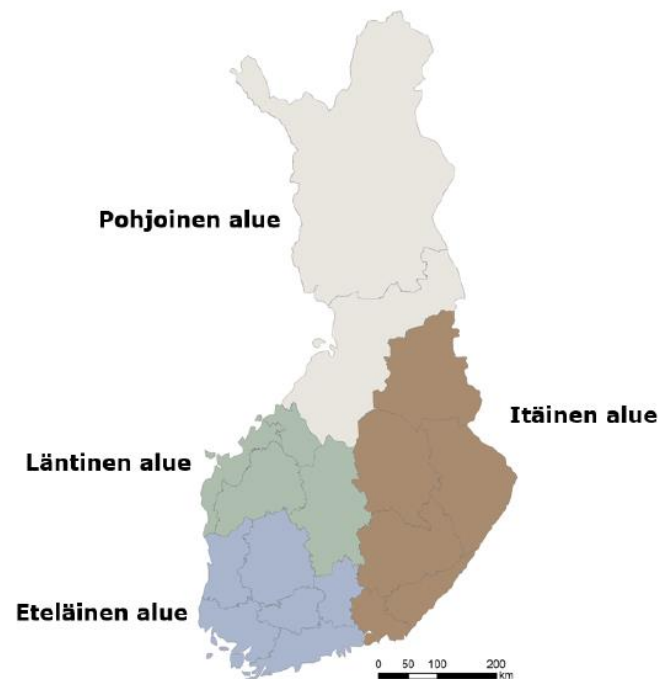 Pohjoinen alue
Itäinen alue
Läntinen alue
Eteläinen alue
0 50 100 200
km